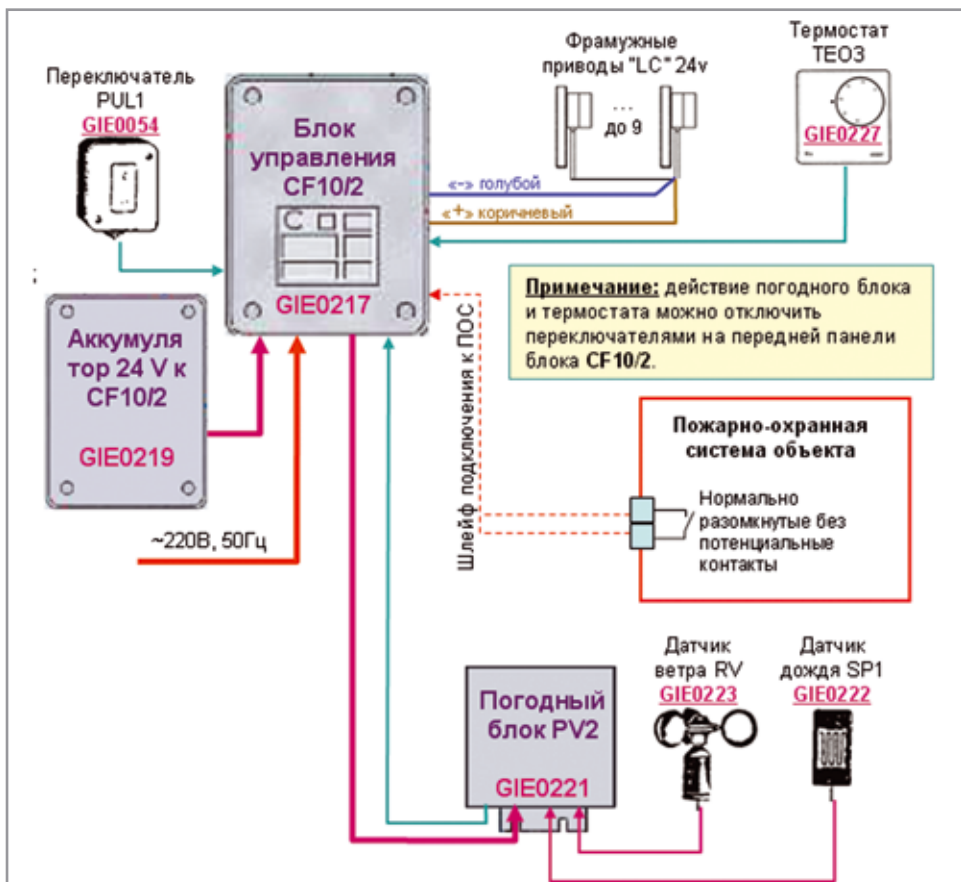 Переключатель
PUL1
GIE0054
Блок
управления
CF10/2
С
GIE0217
Фрамужные
приводы "LC" 24v
...
до 9
Термостат
ТЕО3
GIE0227
«-» голубой
«+» коричневый
;
Аккумуля
тор 24 V к
CF10/2
GIE0219
~220В, 50Гц
Примечание: действие погодного блока
и термостата можно отключить
переключателями на передней панели
блока CF10/2.
Шлейф подключения к ПОС
Пожарно-охранная
система объекта
Нормально
разомкнутые без
потенциальные
контакты
Погодный
блок PV2
GIE0221
Датчик
ветра RV
GIE0223
Датчик
дождя SP1
GIE0222